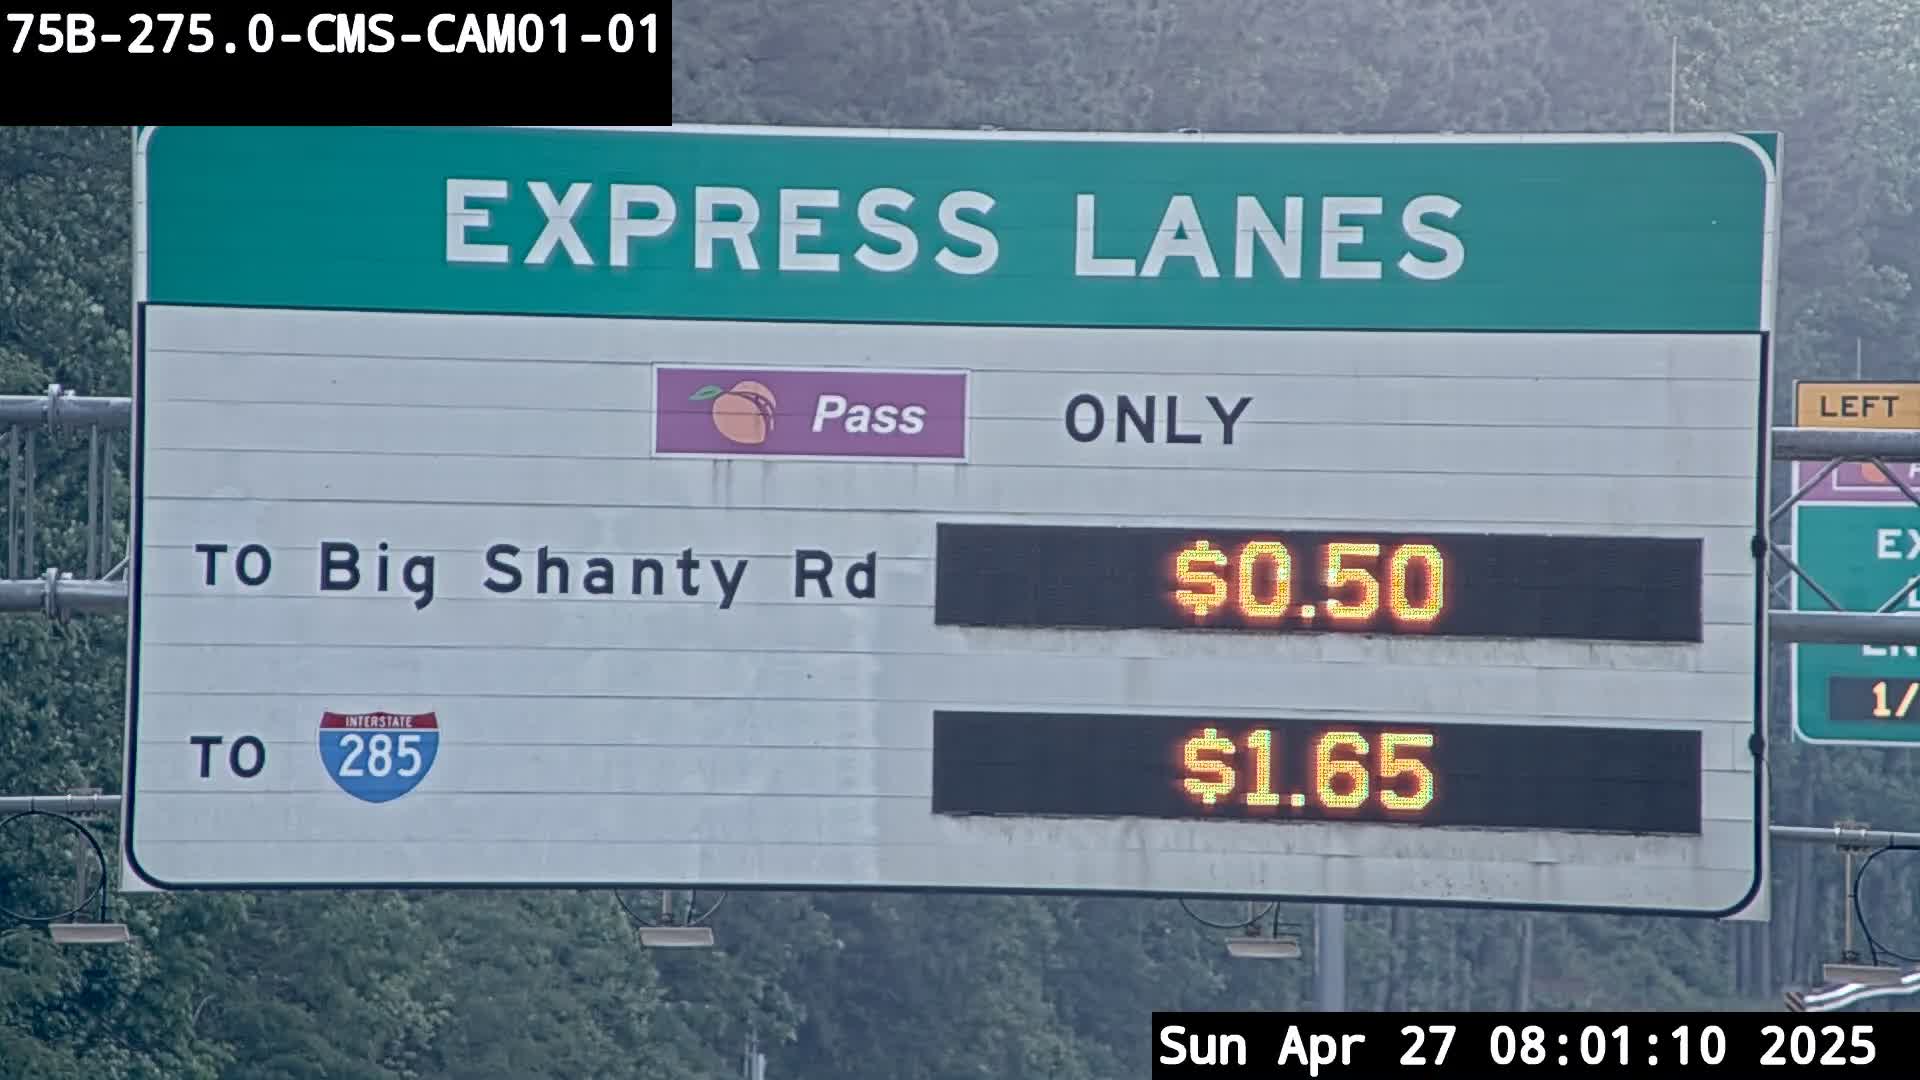 75B-275.0-CMS-CAM01-01
EXPRESS LANES
Pass ONLY
TO Big Shanty Rd $0.50
TO INTERSTATE 285 $1.65
LEFT
1/
Sun Apr 27 08:01:10 2025